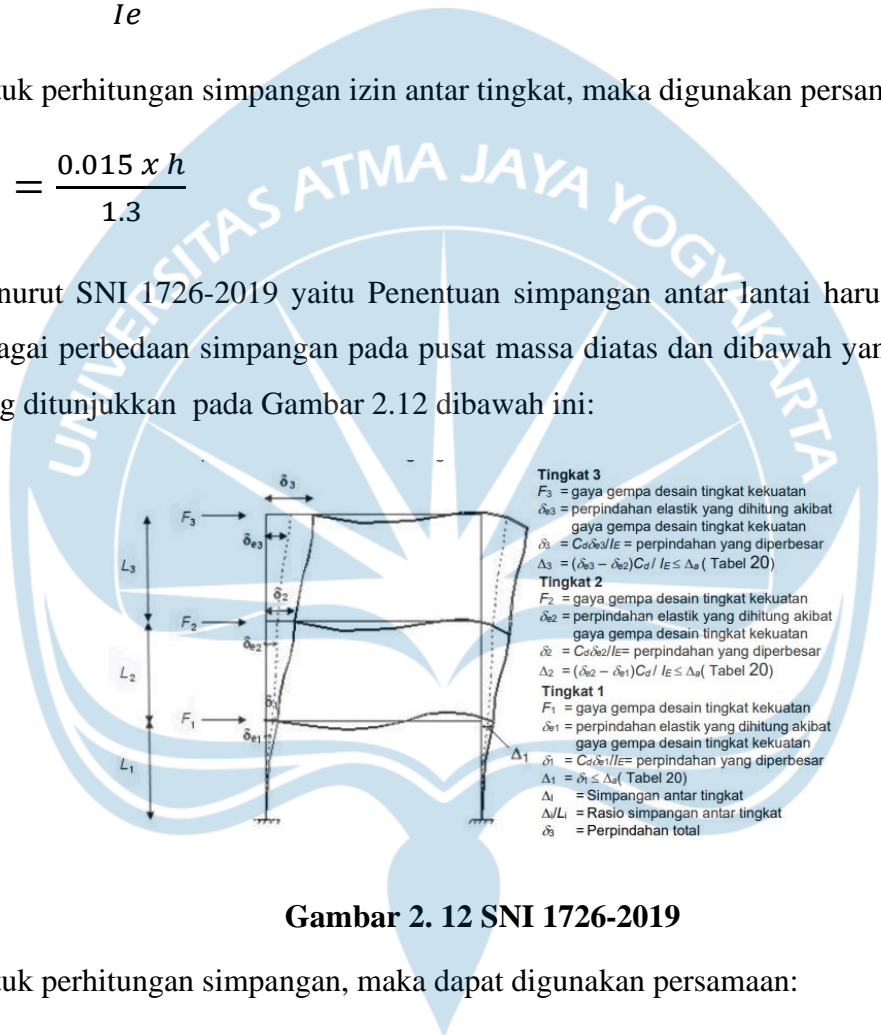 Ie
tuk perhitungan simpangan izin antar tingkat, maka digunakan persan
= 0.015 x h
1.3
UNIVERSITAS ATMA JAYA YOGYAKARTA
nurut SNI 1726-2019 yaitu Penentuan simpangan antar lantai haru
bagai perbedaan simpangan pada pusat massa diatas dan dibawah yan
g ditunjukkan pada Gambar 2.12 dibawah ini:
δ3
F3
δe3
L3
δ2
F2
δe2
L2
F1
δe1
L1
Δ1
Tingkat 3
F3 = gaya gempa desain tingkat kekuatan
δe3 = perpindahan elastik yang dihitung akibat
gaya gempa desain tingkat kekuatan
δ3 = Cdδe3/IE = perpindahan yang diperbesar
Δ3 = (δe3 – δe2)Cd / IE ≤ Δa ( Tabel 20)
Tingkat 2
F2 = gaya gempa desain tingkat kekuatan
δe2 = perpindahan elastik yang dihitung akibat
gaya gempa desain tingkat kekuatan
δ2 = Cdδe2/IE= perpindahan yang diperbesar
Δ2 = (δe2 – δe1)Cd / IE ≤ Δa( Tabel 20)
Tingkat 1
F1 = gaya gempa desain tingkat kekuatan
δe1 = perpindahan elastik yang dihitung akibat
gaya gempa desain tingkat kekuatan
δ1 = Cdδe1/IE= perpindahan yang diperbesar
Δ1 = δ1 ≤ Δa( Tabel 20)
Δi = Simpangan antar tingkat
Δi/Li = Rasio simpangan antar tingkat
δ3 = Perpindahan total
Gambar 2. 12 SNI 1726-2019
tuk perhitungan simpangan, maka dapat digunakan persamaan: